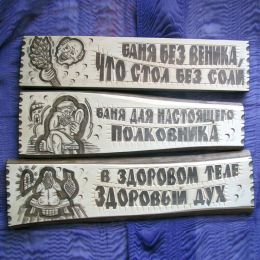 БАНЯ БЕЗ ВЕНИКА,
ЧТО СТОЛ БЕЗ СОЛИ
БАНЯ ДЛЯ НАСТОЯЩЕГО
ПОЛКОВНИКА
В ЗДОРОВОМ ТЕЛЕ
ЗДОРОВЫЙ ДУХ